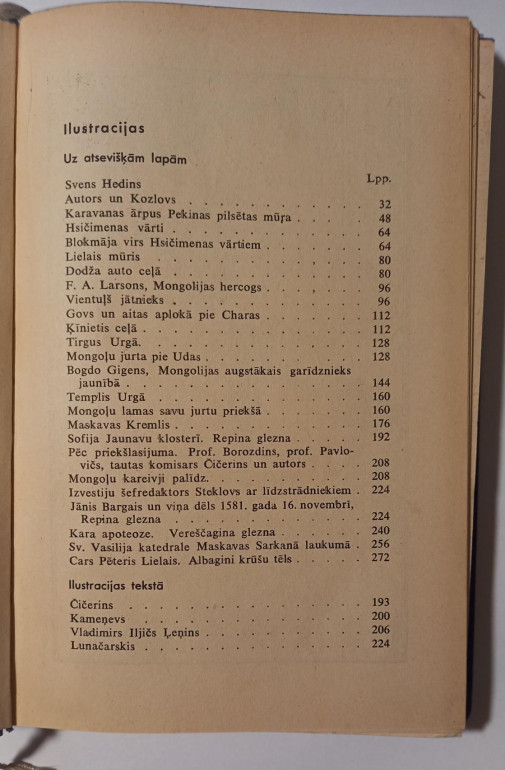 Ilustracijas
Uz atsevišķām lapām
Lpp.
Svens Hedins
Autors un Kozlovs . . . . . . . . . . . . 32
Karavanas ārpus Pekinas pilsētas mūra . . . . 48
Hsičimenas vārti . . . . . . . . . . . . 64
Blokmāja virs Hsičimenas vārtiem . . . . . . 64
Lielais mūris . . . . . . . . . . . . . 80
Dodža auto ceļā . . . . . . . . . . . . 80
F. A. Larsons, Mongolijas hercogs . . . . . . 96
Vientuļš jātnieks . . . . . . . . . . . . 96
Govs un aitas aplokā pie Charas . . . . . . 112
Ķīnietis ceļā . . . . . . . . . . . . . 112
Tirgus Urgā. . . . . . . . . . . . . . 128
Mongoļu jurta pie Udas . . . . . . . . . 128
Bogdo Gigens, Mongolijas augstākais garīdznieks
jaunībā . . . . . . . . . . . . . . 144
Templis Urgā . . . . . . . . . . . . . 160
Mongoļu lamas savu jurtu priekšā . . . . . . 160
Maskavas Kremlis . . . . . . . . . . . . 176
Sofija Jaunavu klosterī. Repina glezna . . . . 192
Pēc priekšlasijuma. Prof. Borozdins, prof. Pavlo-
vičs, tautas komisars Čičerins un autors . . . . 208
Mongoļu kareivji palīdz. . . . . . . . . . 208
Izvestiju šefredaktors Steklovs ar līdzstrādniekiem . 224
Jānis Bargais un viņa dēls 1581. gada 16. novembrī,
Repina glezna . . . . . . . . . . . . 224
Kara apoteoze. Vereščagina glezna . . . . . 240
Sv. Vasilija katedrale Maskavas Sarkanā laukumā . 256
Cars Pēteris Lielais. Albagini krūšu tēls . . . . 272
Ilustracijas tekstā
Čičerins . . . . . . . . . . . . . . . 193
Kameņevs . . . . . . . . . . . . . . 200
Vladimirs Iljičs Ļeņins . . . . . . . . . . 206
Lunačarskis . . . . . . . . . . . . . . 224